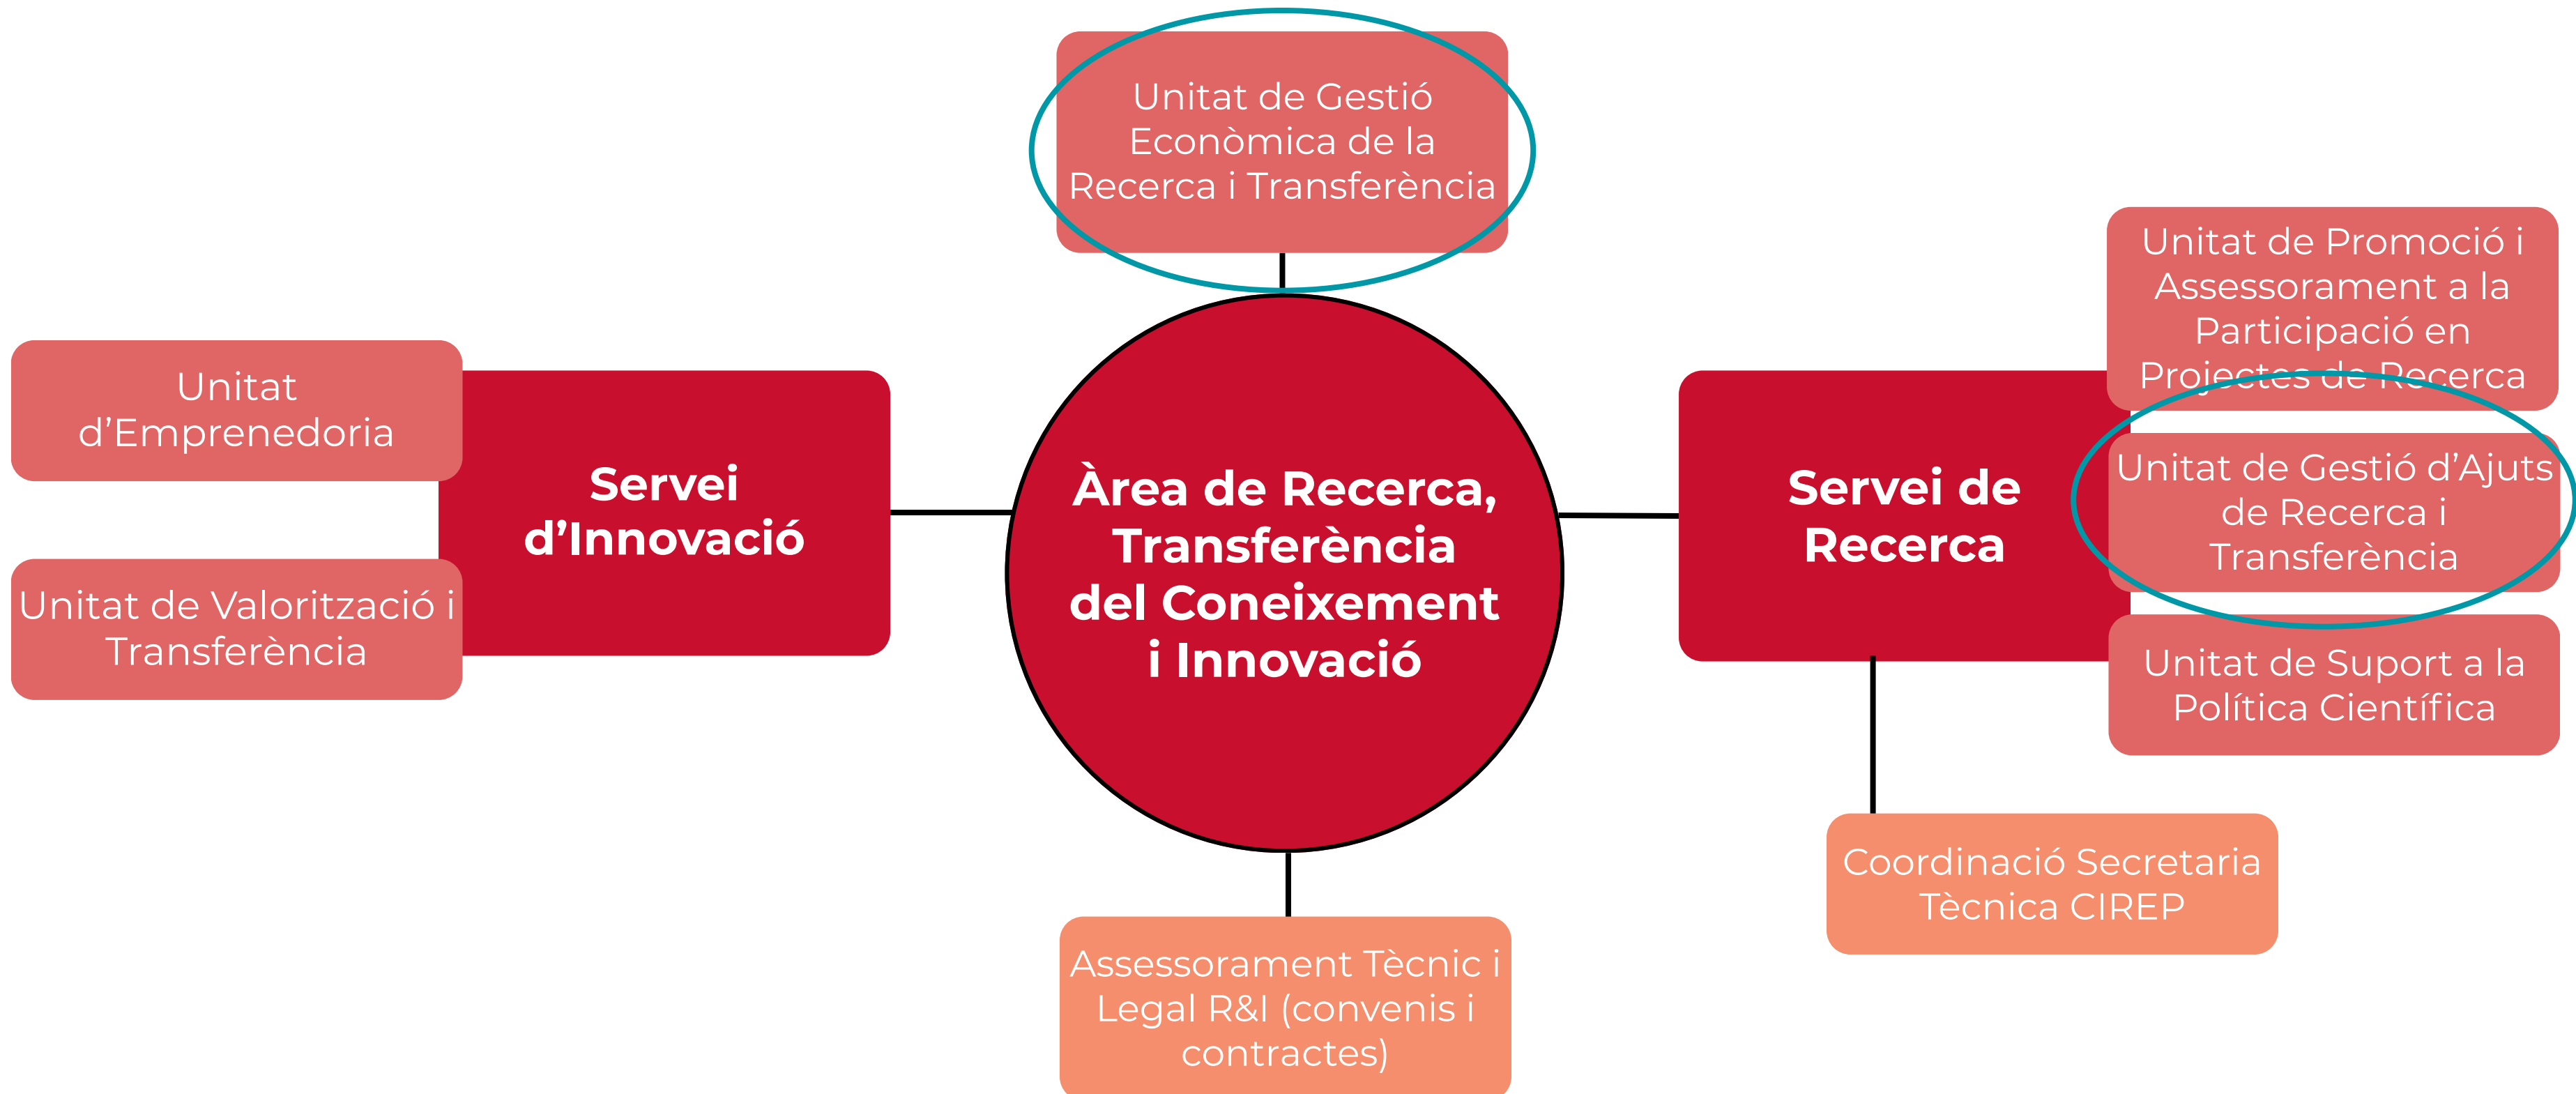 Unitat de Gestió
Econòmica de la
Recerca i Transferència
Unitat
d’Emprenedoria
Unitat de Valorització i
Transferència
Servei
d’Innovació
Àrea de Recerca,
Transferència
del Coneixement
i Innovació
Servei de
Recerca
Unitat de Promoció i
Assessorament a la
Participació en
Projectes de Recerca
Unitat de Gestió d’Ajuts
de Recerca i
Transferència
Unitat de Suport a la
Política Científica
Coordinació Secretaria
Tècnica CIREP
Assessorament Tècnic i
Legal R&I (convenis i
contractes)